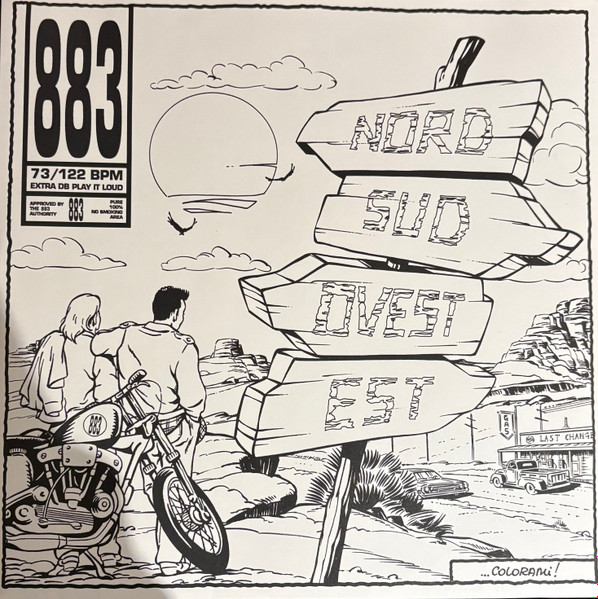 883
73/122 BPM
EXTRA DB PLAY IT LOUD
APPROVED BY
THE 883
AUTHORITY
883
PURE
100%
NO SMOKING
AREA
NORD
SUD
OVEST
EST
883
GAS
LAST CHANCE
...COLORAMI!